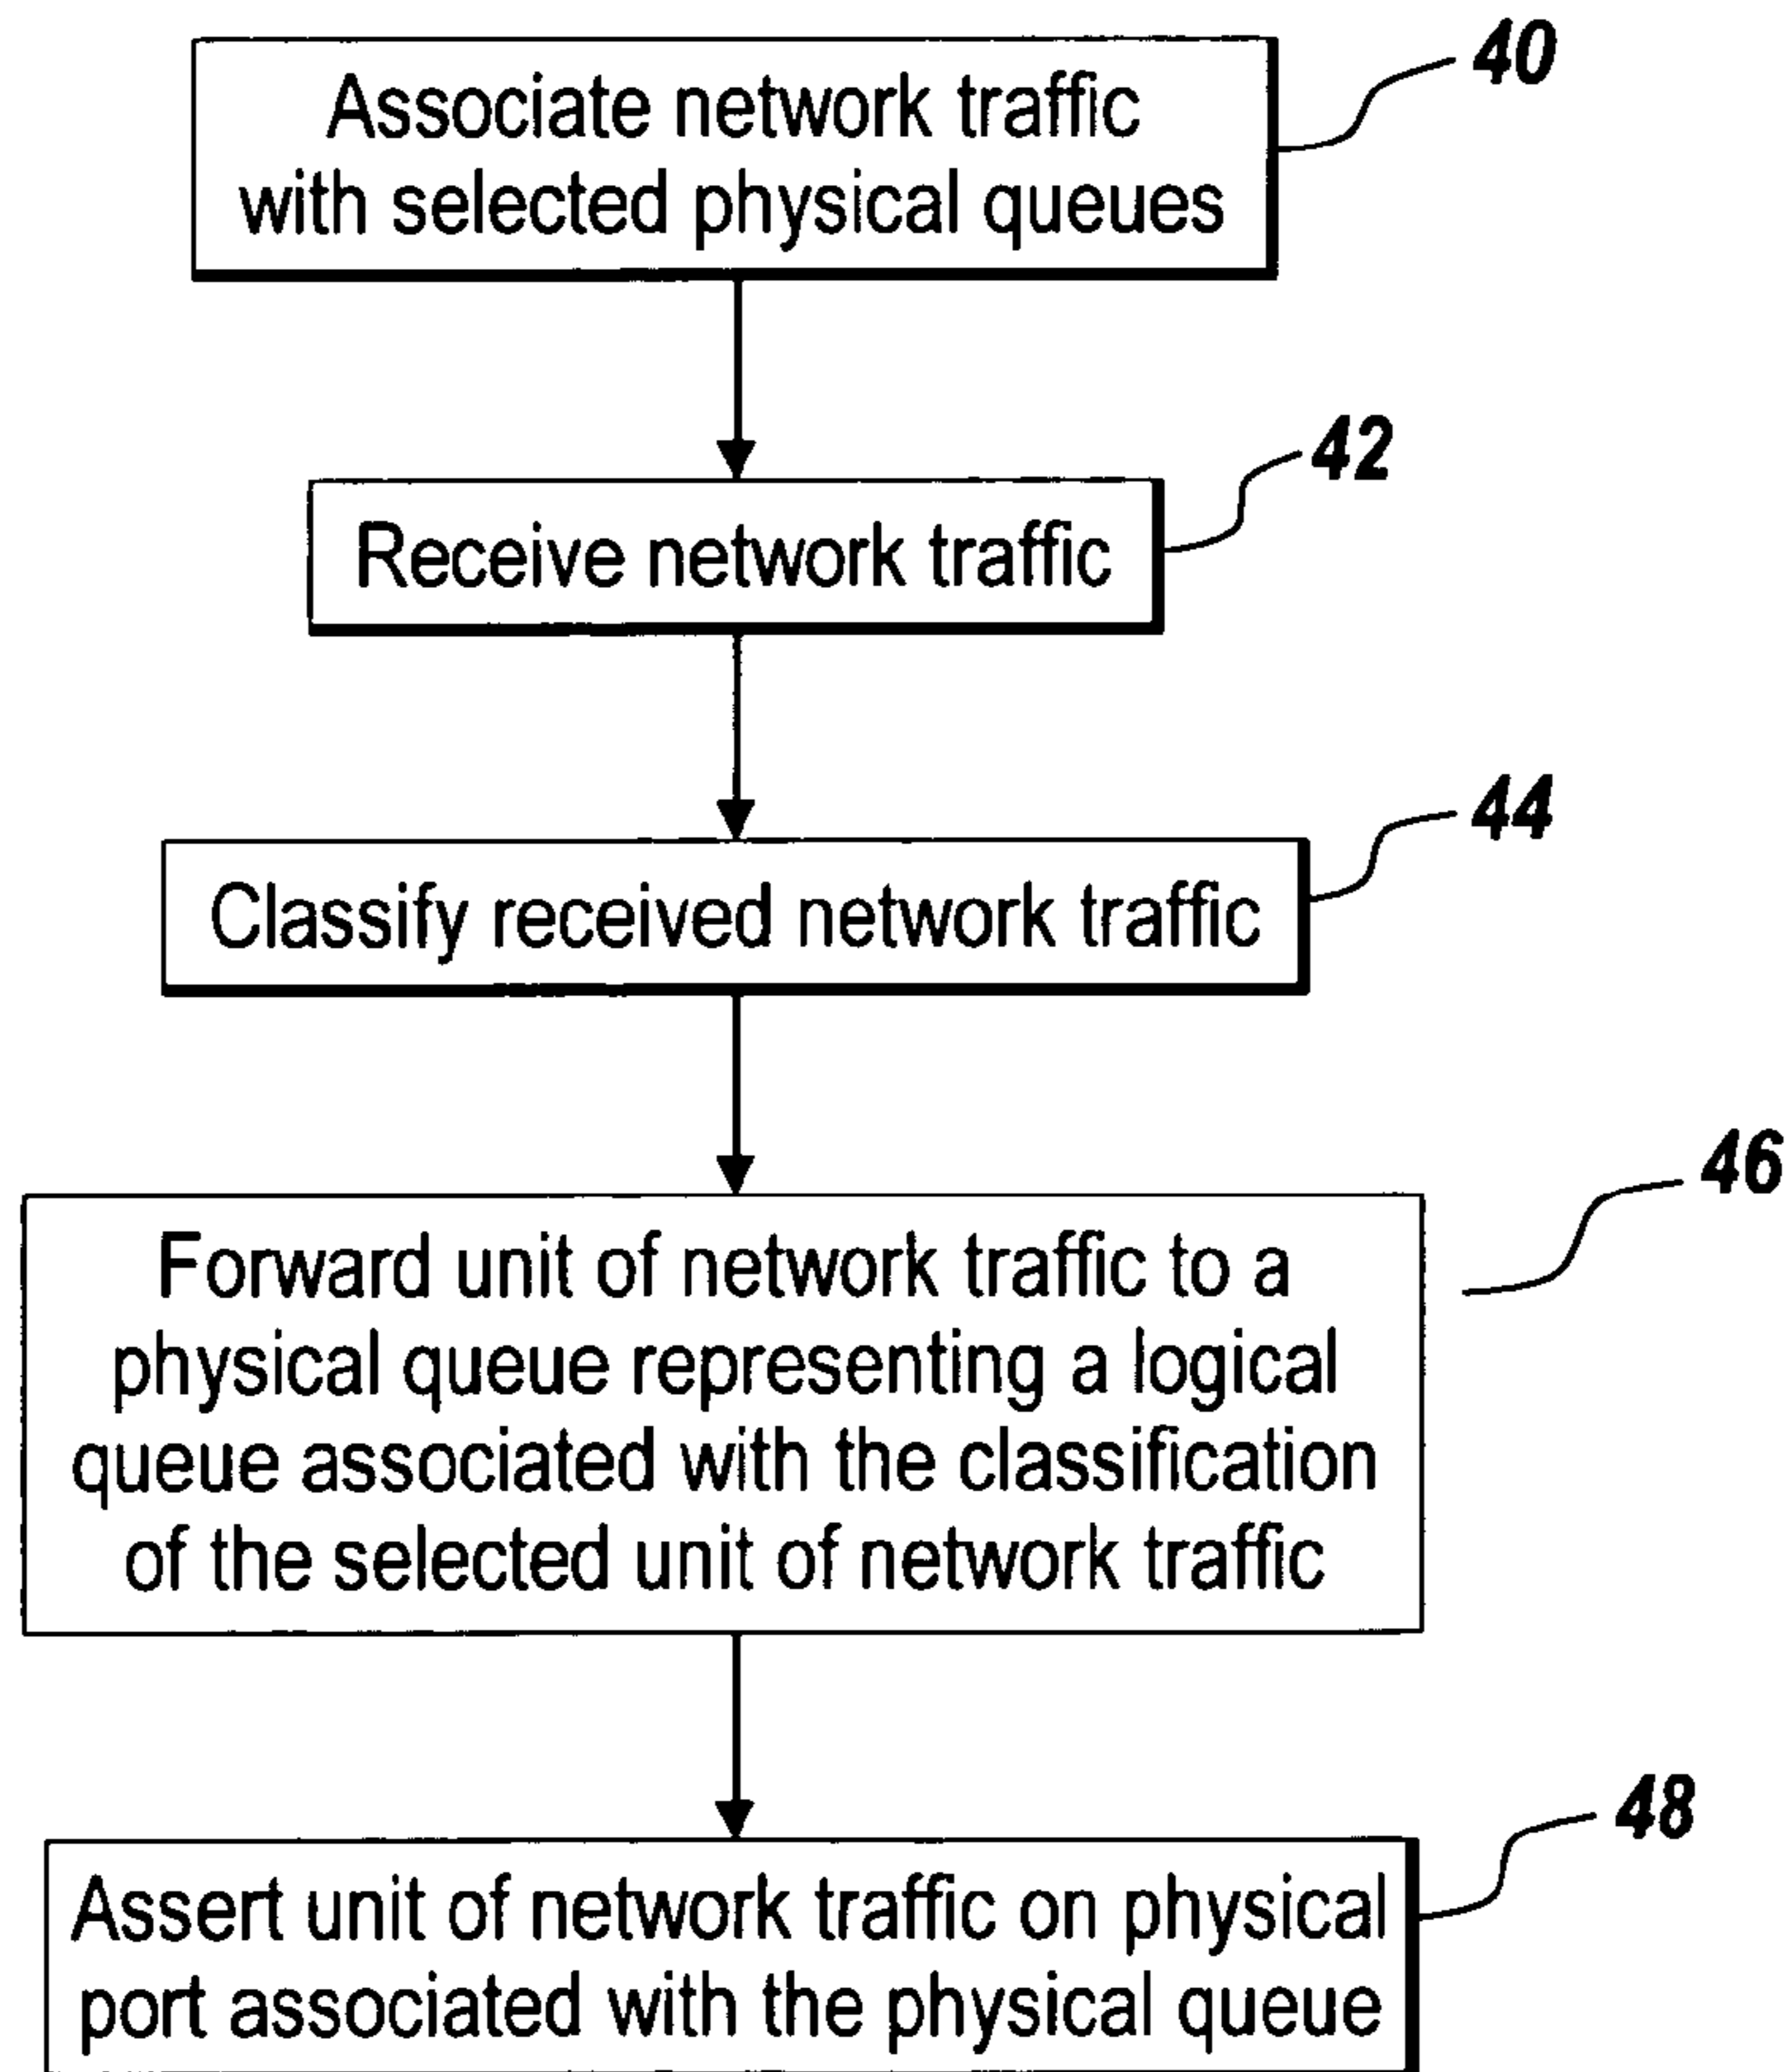 40
Associate network traffic
with selected physical queues
42
Receive network traffic
44
Classify received network traffic
46
Forward unit of network traffic to a
physical queue representing a logical
queue associated with the classification
of the selected unit of network traffic
48
Assert unit of network traffic on physical
port associated with the physical queue